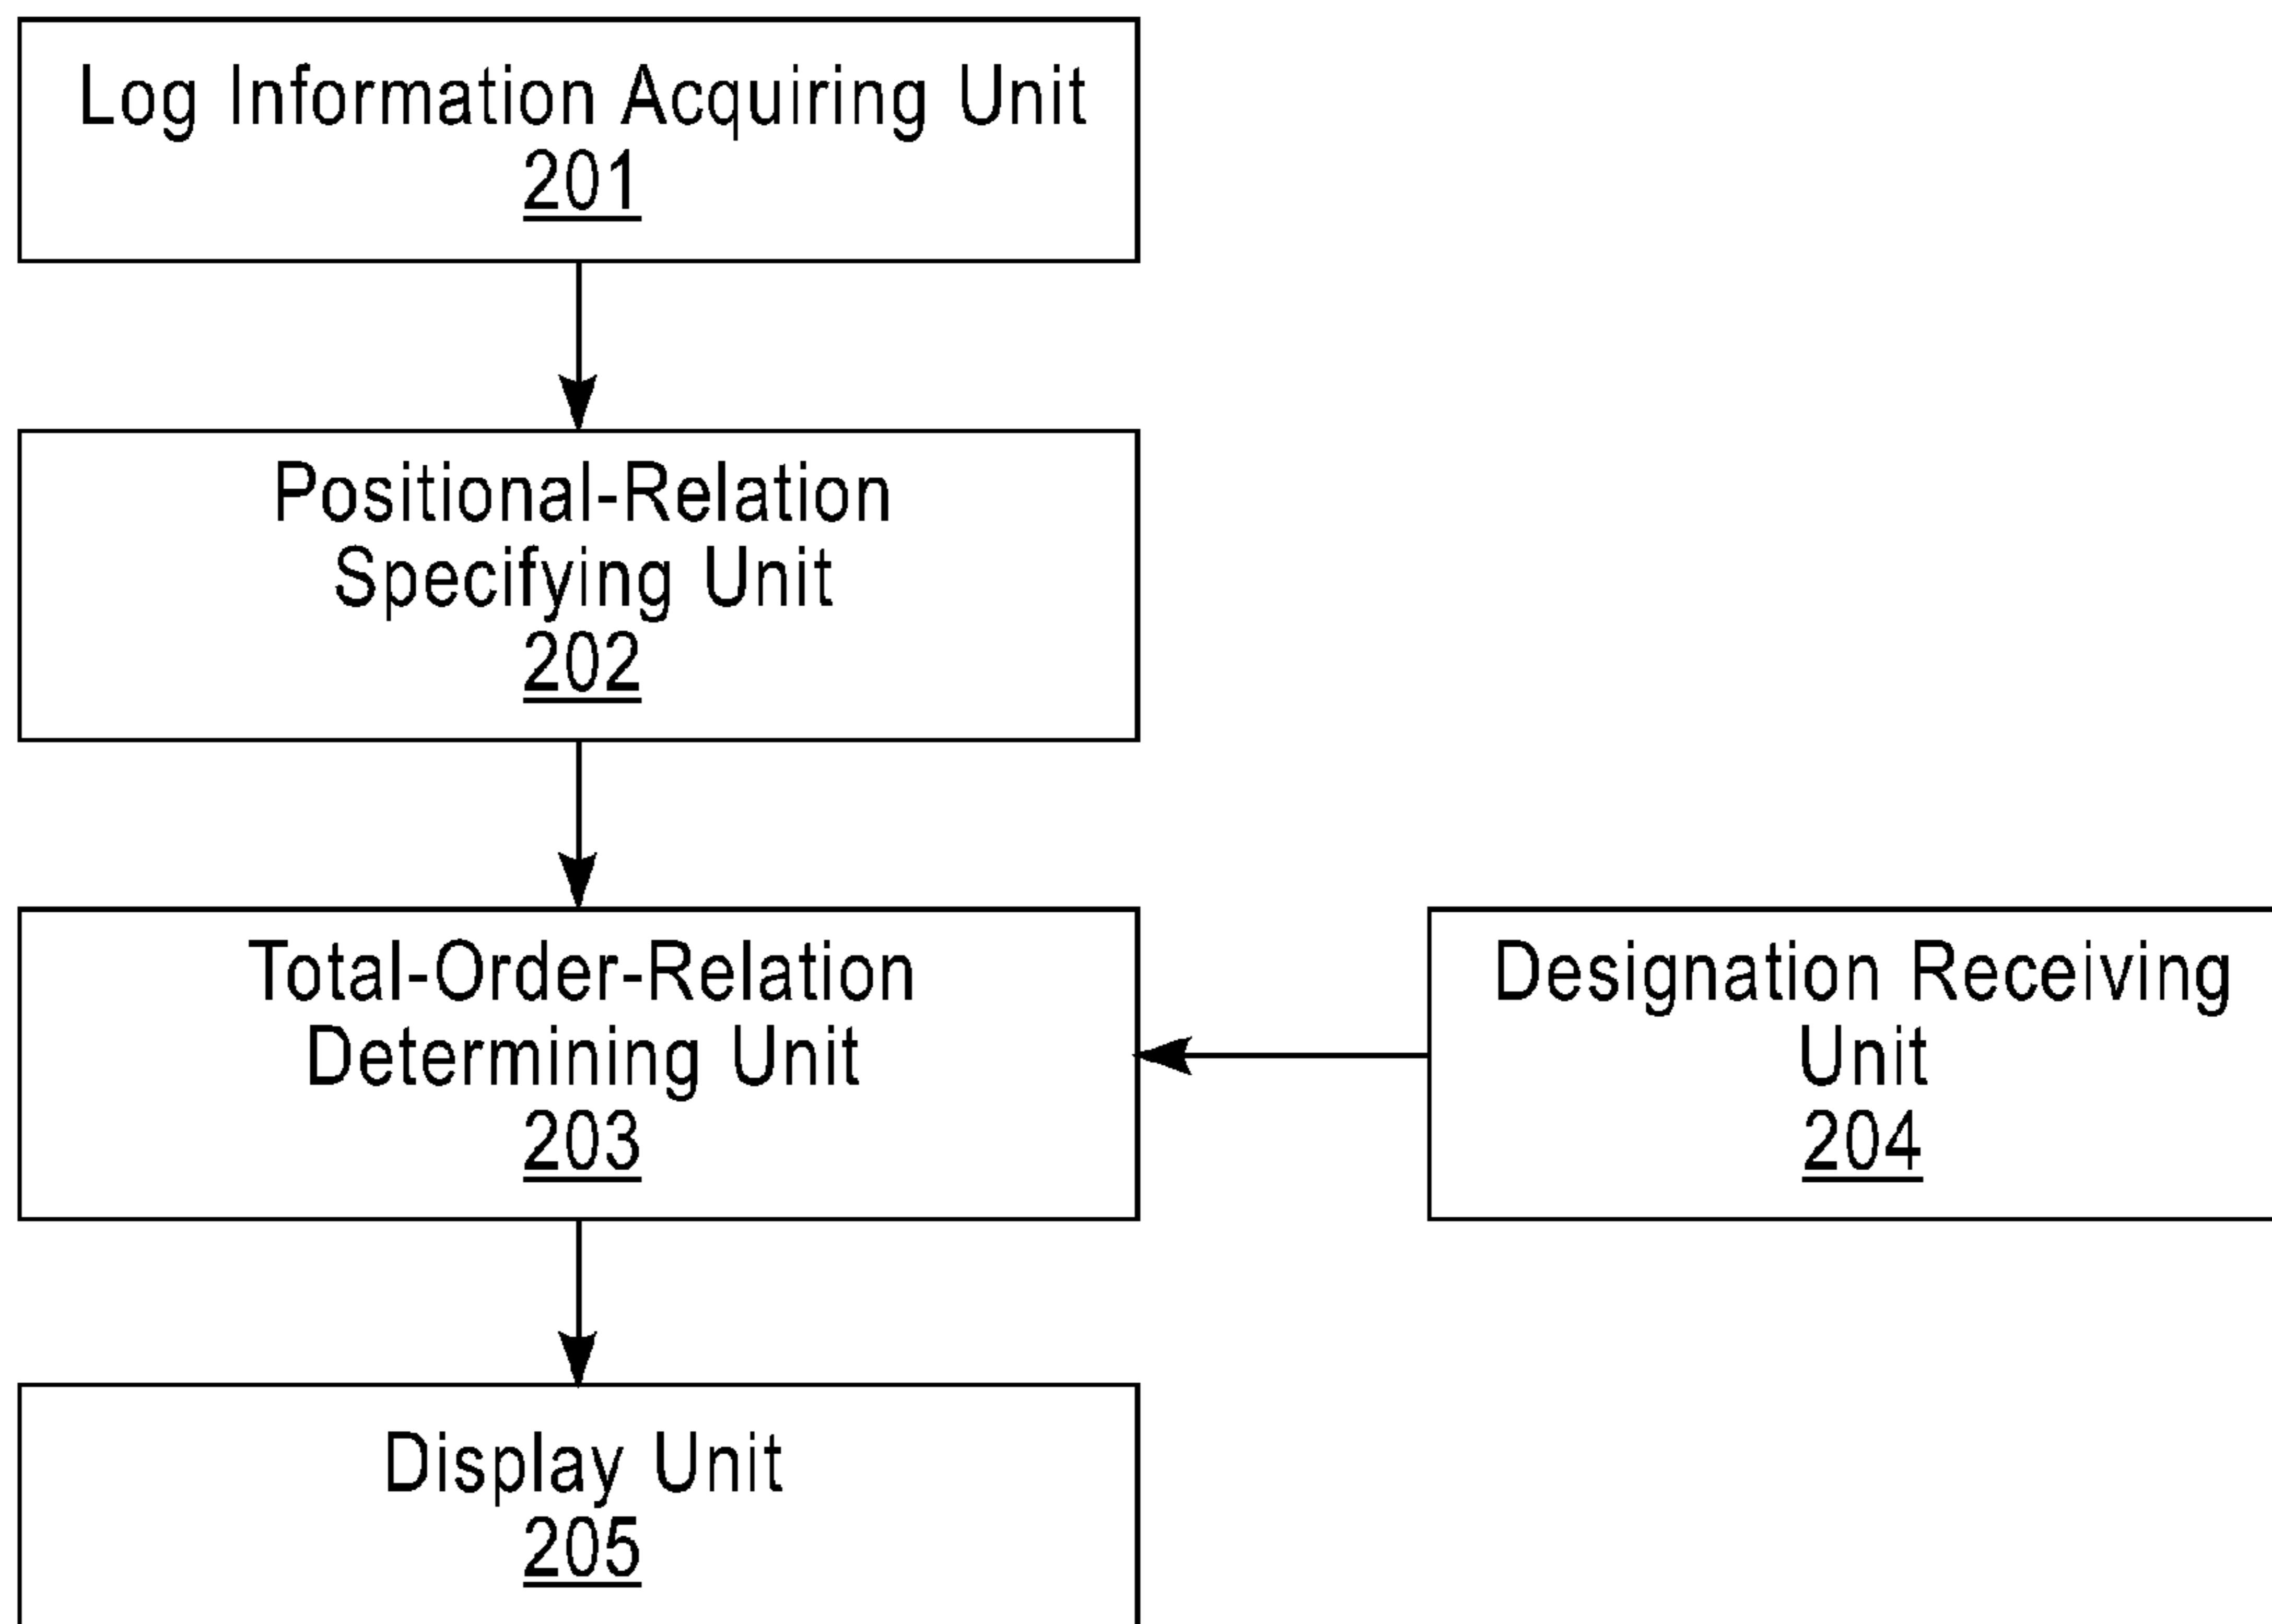 Log Information Acquiring Unit
201
Positional-Relation
Specifying Unit
202
Total-Order-Relation
Determining Unit
203
Designation Receiving
Unit
204
Display Unit
205